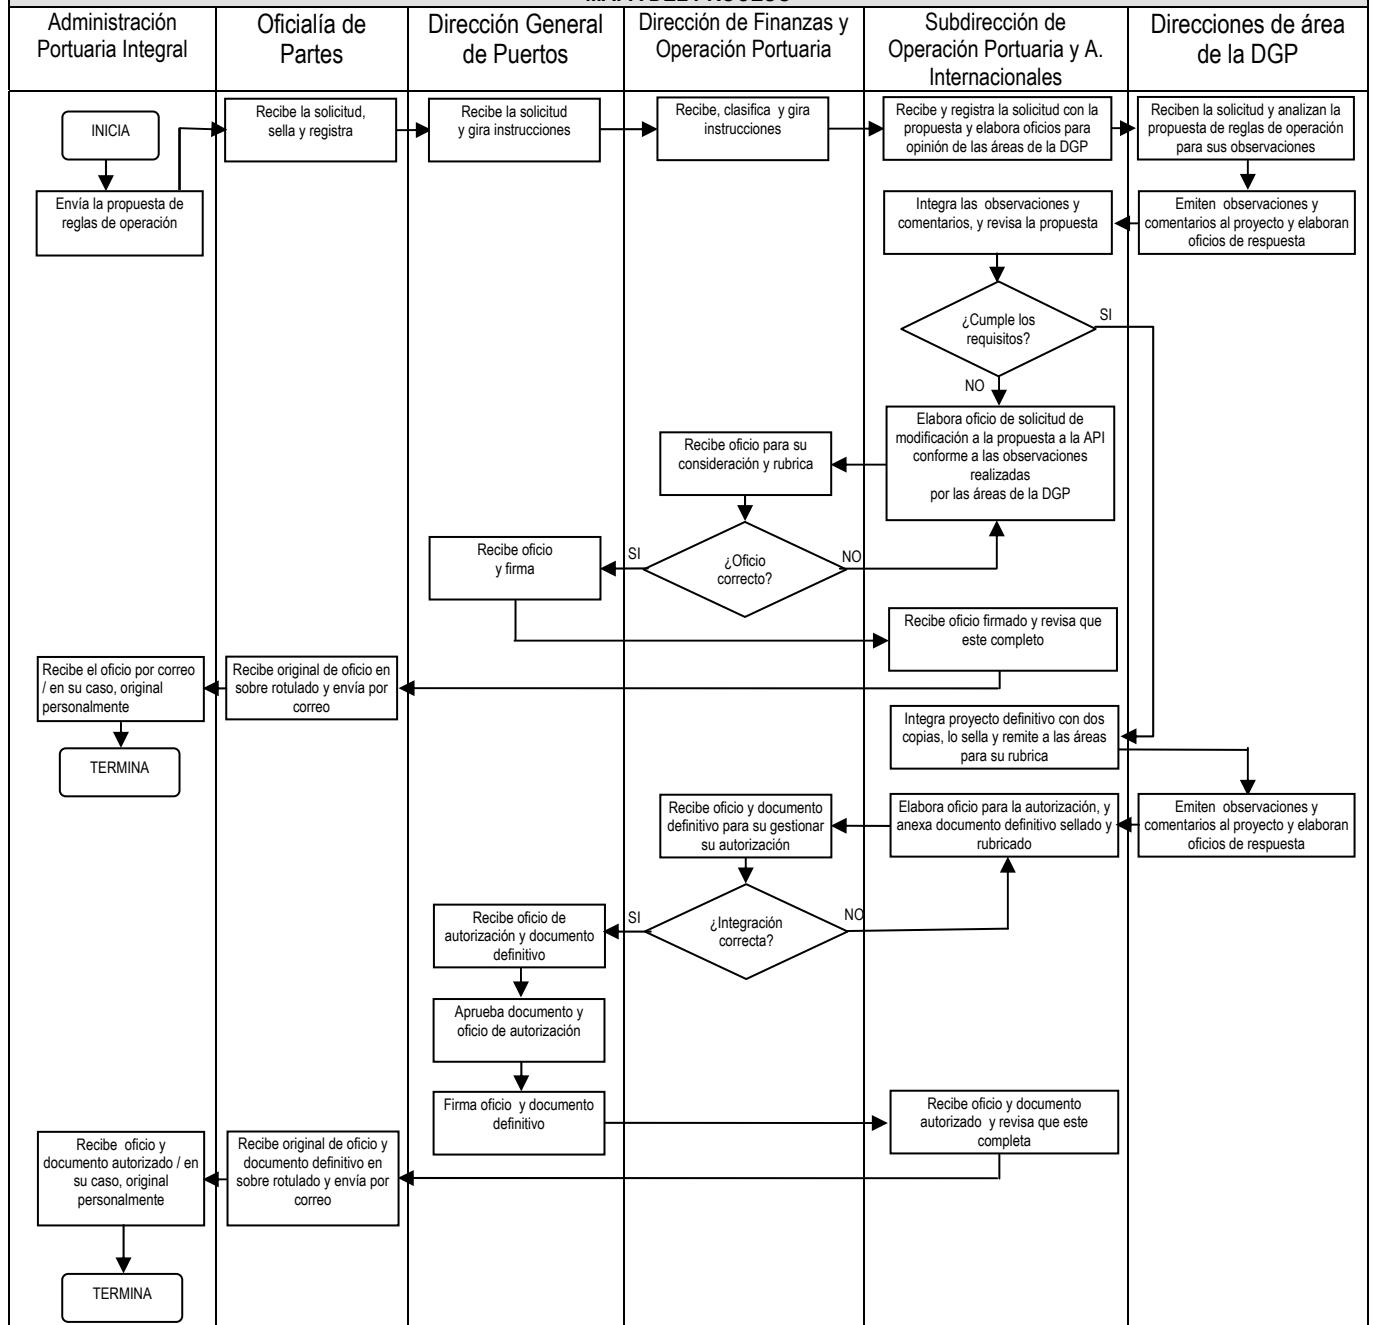 MAPA DEL PROCESO
Administración
Portuaria Integral
Oficialía de
Partes
Dirección General
de Puertos
Dirección de Finanzas y
Operación Portuaria
Subdirección de
Operación Portuaria y A.
Internacionales
Direcciones de área
de la DGP
INICIA
Recibe la solicitud,
sella y registra
Recibe la solicitud
y gira instrucciones
Recibe, clasifica y gira
instrucciones
Recibe y registra la solicitud con la
propuesta y elabora oficios para
opinión de las áreas de la DGP
Reciben la solicitud y analizan la
propuesta de reglas de operación
para sus observaciones
Envía la propuesta de
reglas de operación
Integra las observaciones y
comentarios, y revisa la propuesta
Emiten observaciones y
comentarios al proyecto y elaboran
oficios de respuesta
¿Cumple los
requisitos?
SI
NO
Elabora oficio de solicitud de
modificación a la propuesta a la API
conforme a las observaciones
realizadas
por las áreas de la DGP
Recibe oficio para su
consideración y rubrica
Recibe oficio
y firma
SI
¿Oficio
correcto?
NO
Recibe oficio firmado y revisa que
este completo
Recibe el oficio por correo
/ en su caso, original
personalmente
Recibe original de oficio en
sobre rotulado y envía por
correo
Integra proyecto definitivo con dos
copias, lo sella y remite a las áreas
para su rubrica
TERMINA
Recibe oficio y documento
definitivo para su gestionar
su autorización
Elabora oficio para la autorización, y
anexa documento definitivo sellado y
rubricado
Emiten observaciones y
comentarios al proyecto y elaboran
oficios de respuesta
Recibe oficio de
autorización y documento
definitivo
SI
¿Integración
correcta?
NO
Aprueba documento y
oficio de autorización
Firma oficio y documento
definitivo
Recibe oficio y documento
autorizado y revisa que este
completa
Recibe oficio y
documento autorizado / en
su caso, original
personalmente
Recibe original de oficio y
documento definitivo en
sobre rotulado y envía por
correo
TERMINA